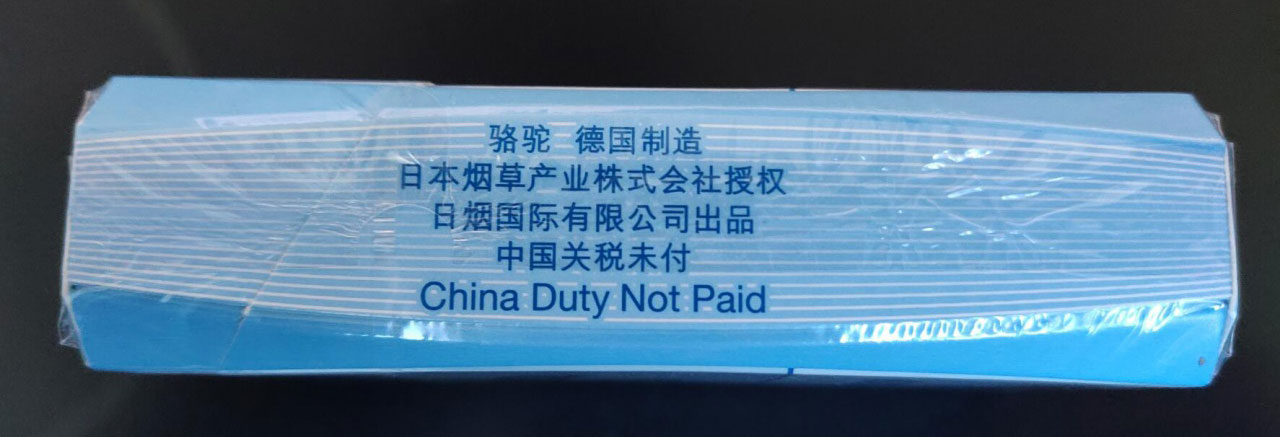 骆驼 德国制造
日本烟草产业株式会社授权
日烟国际有限公司出品
中国关税未付
China Duty Not Paid